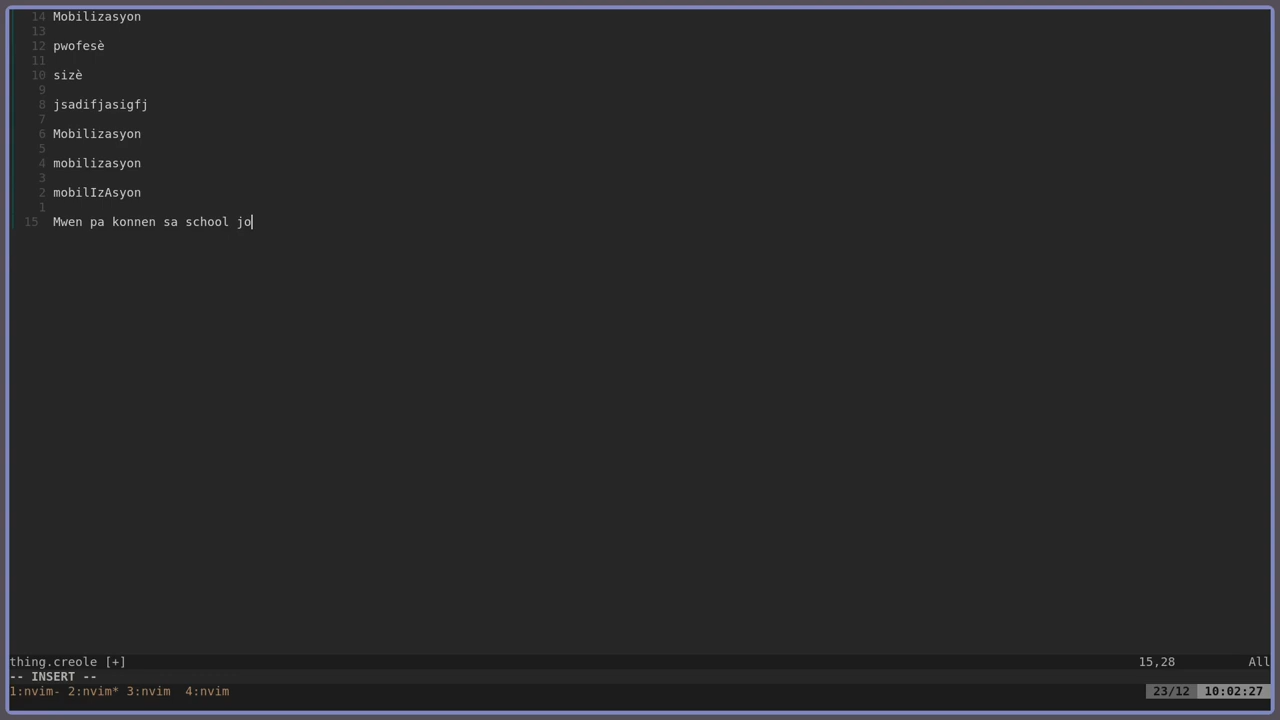 14 Mobilizasyon
13
12 pwofesè
11
10 sizè
9
8 jsadifjasigfj
7
6 Mobilizasyon
5
4 mobilizasyon
3
2 mobilIzAsyon
1
15 Mwen pa konnen sa school jo
thing.creole [+] 15,28 All
-- INSERT --
1:nvim- 2:nvim* 3:nvim 4:nvim 23/12 10:02:27